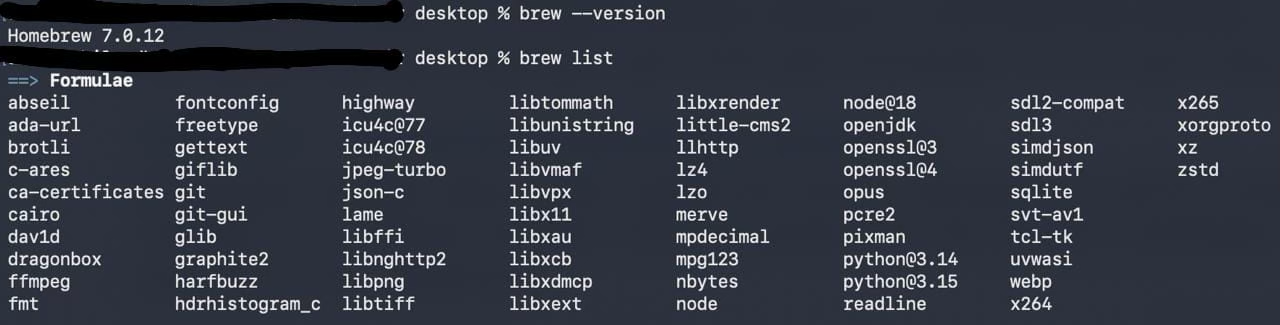 desktop % brew --version
Homebrew 7.0.12
desktop % brew list
==> Formulae
abseil fontconfig highway libtommath libxrender node@18 sdl2-compat x265
ada-url freetype icu4c@77 libunistring little-cms2 openjdk sdl3 xorgproto
brotli gettext icu4c@78 libuv llhttp openssl@3 simdjson xz
c-ares giflib jpeg-turbo libvmaf lz4 openssl@4 simdutf zstd
ca-certificates git json-c libvpx lzo opus sqlite
cairo git-gui lame libx11 merve pcre2 svt-av1
dav1d glib libffi libxau mpdecimal pixman tcl-tk
dragonbox graphite2 libnghttp2 libxcb mpg123 python@3.14 uvwasi
ffmpeg harfbuzz libpng libxdmcp nbytes python@3.15 webp
fmt hdrhistogram_c libtiff libxext node readline x264